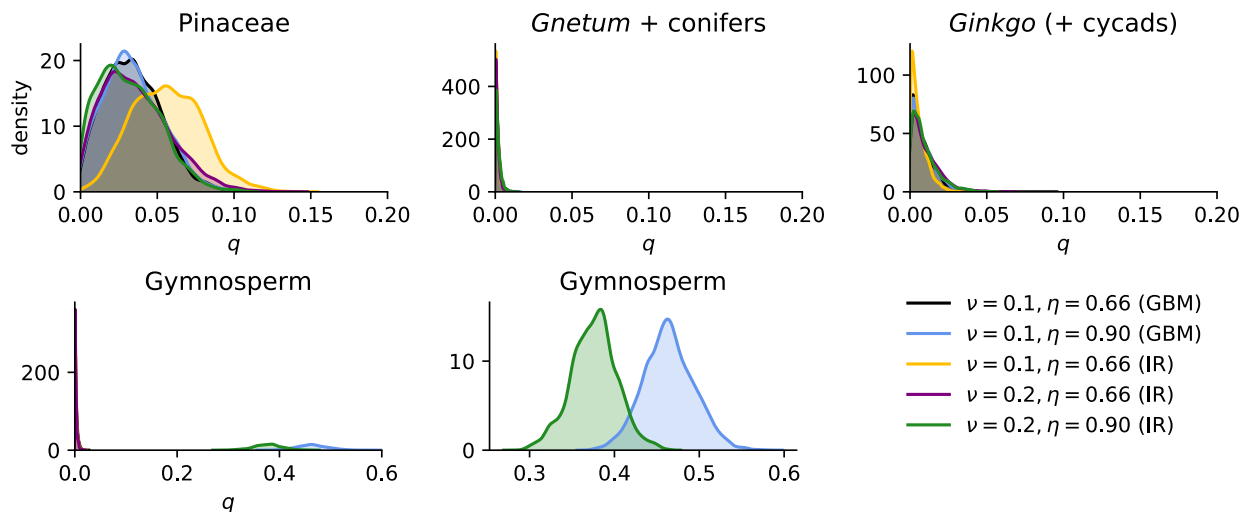 Pinaceae
Gnetum + conifers
Ginkgo (+ cycads)
density
20
10
0
0.00 0.05 0.10 0.15 0.20
q
400
200
0
0.00 0.05 0.10 0.15 0.20
q
100
50
0
0.00 0.05 0.10 0.15 0.20
q
Gymnosperm
200
0
0.0 0.2 0.4 0.6
q
Gymnosperm
10
0
0.3 0.4 0.5 0.6
ν = 0.1, η = 0.66 (GBM)
ν = 0.1, η = 0.90 (GBM)
ν = 0.1, η = 0.66 (IR)
ν = 0.2, η = 0.66 (IR)
ν = 0.2, η = 0.90 (IR)